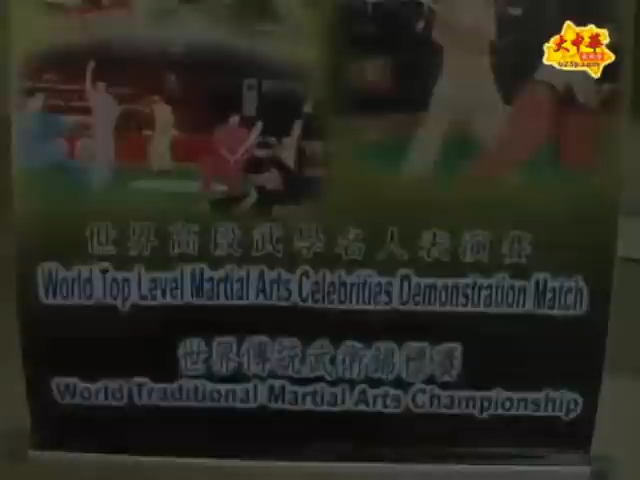 大中華
世界高段武學名人表演賽
World Top Level Martial Arts Celebrities Demonstration Match
世界傳統武術錦標賽
World Traditional Martial Arts Championship